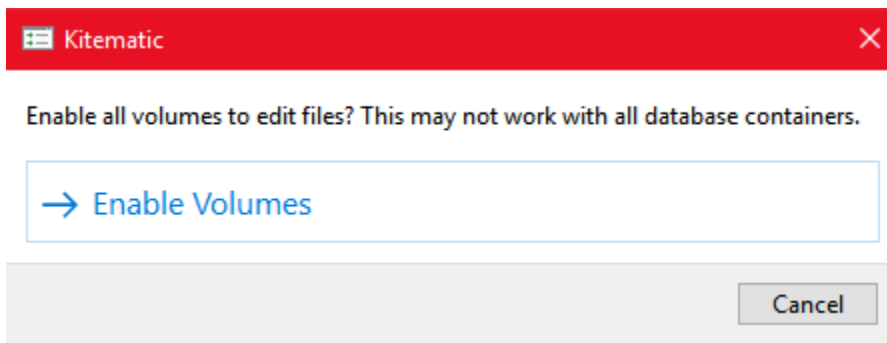 Kitematic
Enable all volumes to edit files? This may not work with all database containers.
Enable Volumes
Cancel